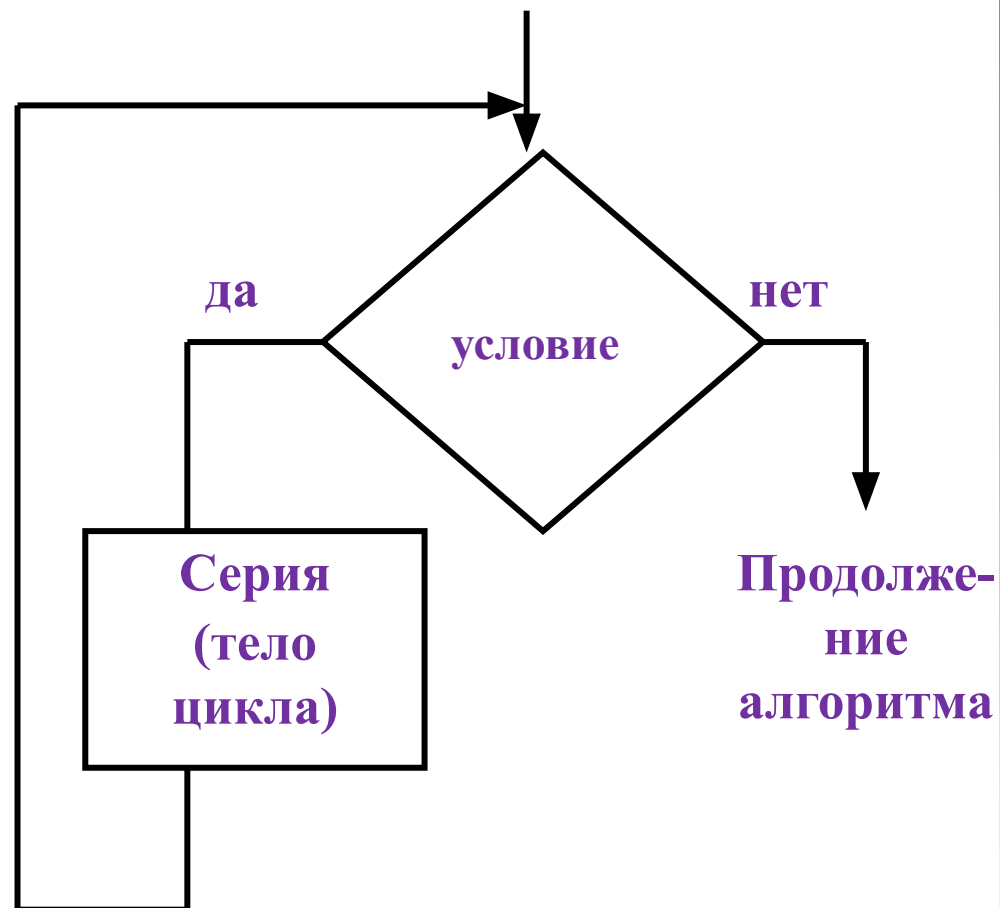 да
нет
условие
Серия
(тело
цикла)
Продолже-
ние
алгоритма